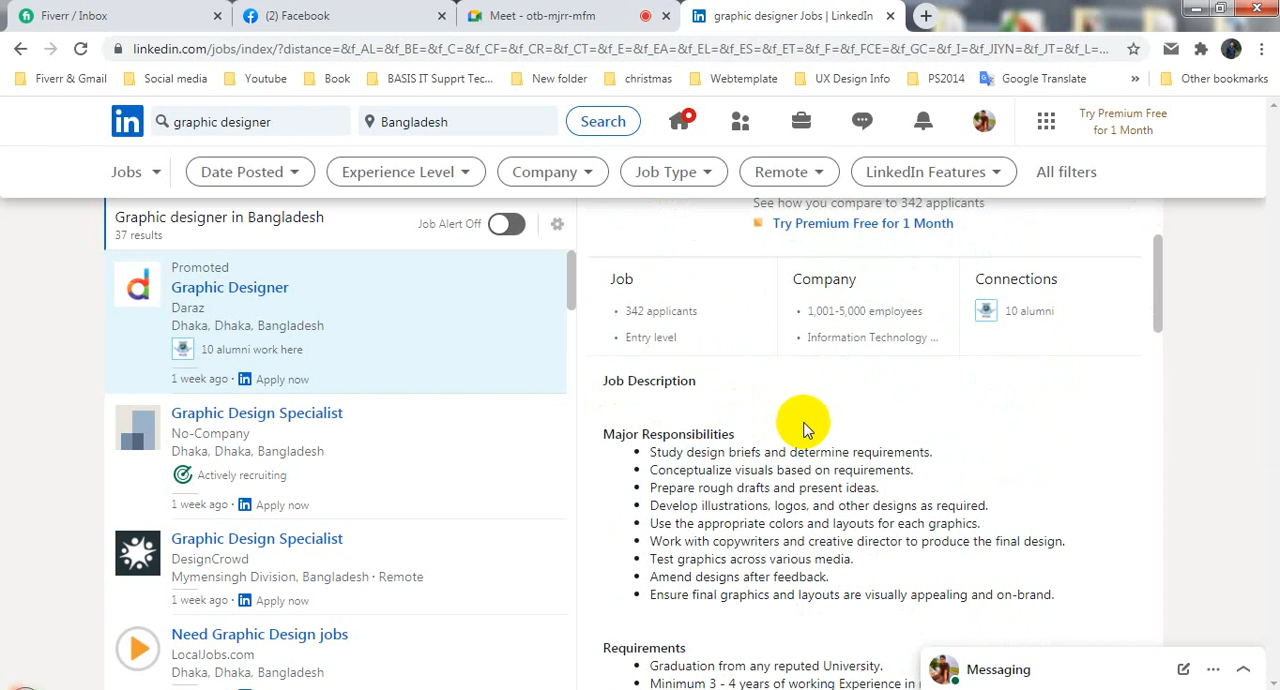 Fiverr / Inbox
(2) Facebook
Meet - otb-mjrr-mfm
graphic designer Jobs | LinkedIn
linkedin.com/jobs/index/?distance=&f_AL=&f_BE=&f_C=&f_CF=&f_CR=&f_CT=&f_E=&f_EA=&f_EL=&f_ES=&f_ET=&f_F=&f_FCE=&f_GC=&f_I=&f_JIYN=&f_JT=&f_L=...
Fiverr & Gmail
Social media
Youtube
Book
BASIS IT Supprt Tec...
New folder
christmas
Webtemplate
UX Design Info
PS2014
Google Translate
»
Other bookmarks
in
graphic designer
Bangladesh
Search
Try Premium Free
for 1 Month
Jobs
Date Posted
Experience Level
Company
Job Type
Remote
LinkedIn Features
All filters
Graphic designer in Bangladesh
37 results
Job Alert Off
Promoted
Graphic Designer
Daraz
Dhaka, Dhaka, Bangladesh
10 alumni work here
1 week ago · in Apply now
Graphic Design Specialist
No-Company
Dhaka, Dhaka, Bangladesh
Actively recruiting
1 week ago · in Apply now
Graphic Design Specialist
DesignCrowd
Mymensingh Division, Bangladesh · Remote
1 week ago · in Apply now
Need Graphic Design jobs
LocalJobs.com
Dhaka, Dhaka, Bangladesh
See how you compare to 342 applicants
Try Premium Free for 1 Month
Job
• 342 applicants
• Entry level
Company
• 1,001-5,000 employees
• Information Technology ...
Connections
10 alumni
Job Description
Major Responsibilities
• Study design briefs and determine requirements.
• Conceptualize visuals based on requirements.
• Prepare rough drafts and present ideas.
• Develop illustrations, logos, and other designs as required.
• Use the appropriate colors and layouts for each graphics.
• Work with copywriters and creative director to produce the final design.
• Test graphics across various media.
• Amend designs after feedback.
• Ensure final graphics and layouts are visually appealing and on-brand.
Requirements
• Graduation from any reputed University.
• Minimum 3 - 4 years of working Experience in
Messaging